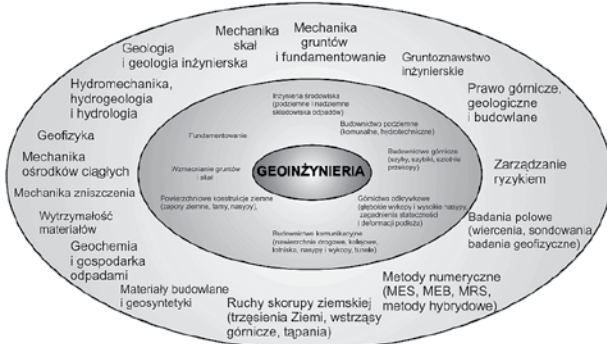 Mechanika
skał
Mechanika
gruntów
i fundamentowanie
Geologia
i geologia inżynierska
Gruntoznawstwo
inżynierskie
Hydromechanika,
hydrogeologia
i hydrologia
Prawo górnicze,
geologiczne
i budowlane
Geofizyka
Mechanika
ośrodków ciągłych
Zarządzanie
ryzykiem
Mechanika zniszczenia
Wytrzymałość
materiałów
Badania polowe
(wiercenia, sondowania,
badania geofizyczne)
Geochemia
i gospodarka
odpadami
Materiały budowlane
i geosyntetyki
Ruchy skorupy ziemskiej
(trzęsienia Ziemi, wstrząsy
górnicze, tąpania)
Metody numeryczne
(MES, MEB, MRS,
metody hybrydowe)
Inżynieria środowiska
(podziemne i nadziemne
składowiska odpadów)
Fundamentowanie
Budownictwo podziemne
(komunalne, hydrotechniczne)
Wzmacnianie gruntów
i skał
Budownictwo górnicze
(szyby, szybiki, sztolnie
przekopy)
GEOINŻYNIERIA
Powierzchniowe konstrukcje ziemne
(zapory ziemne, tamy, nasypy),
Górnictwo odkrywkowe
(głębokie wykopy i wysokie nasypy,
zagadnienia stateczności
i deformacji podłoża)
Budownictwo komunikacyjne
(nawierzchnie drogowe, kolejowe,
lotniska, nasypy i wykopy, tunele)